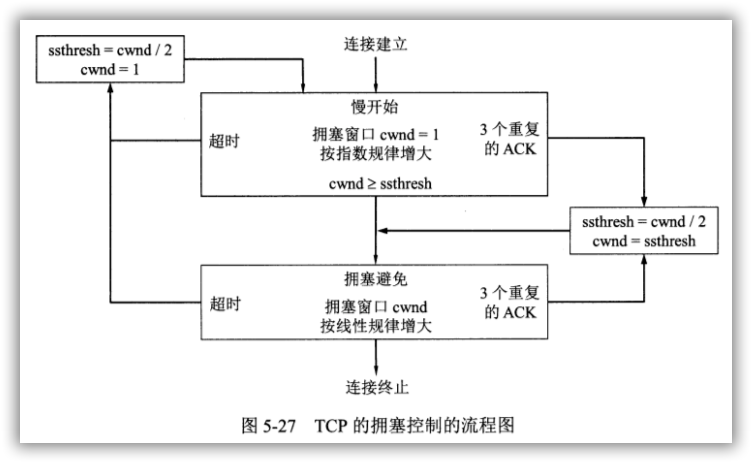 连接建立
ssthresh = cwnd / 2
cwnd = 1
慢开始
超时
拥塞窗口 cwnd = 1
按指数规律增大
3 个重复
的 ACK
cwnd ≥ ssthresh
ssthresh = cwnd / 2
cwnd = ssthresh
拥塞避免
超时
拥塞窗口 cwnd
按线性规律增大
3 个重复
的 ACK
连接终止
图 5-27 TCP 的拥塞控制的流程图